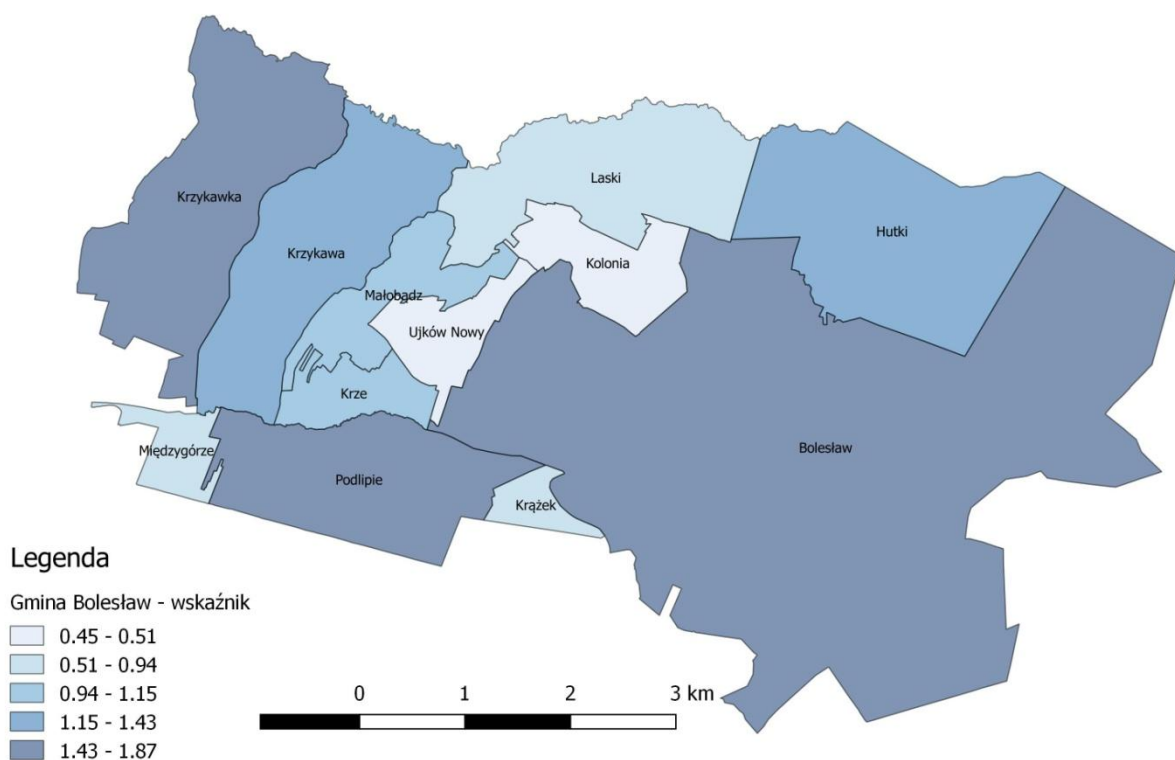 Laski
Krzykawka
Hutki
Krzykawa
Kolonia
Małobądz
Ujków Nowy
Krze
Bolesław
Międzygórze
Podlipie
Krążek
Legenda
Gmina Bolesław - wskaźnik
0.45 - 0.51
0.51 - 0.94
0.94 - 1.15
1.15 - 1.43
1.43 - 1.87
0 1 2 3 km